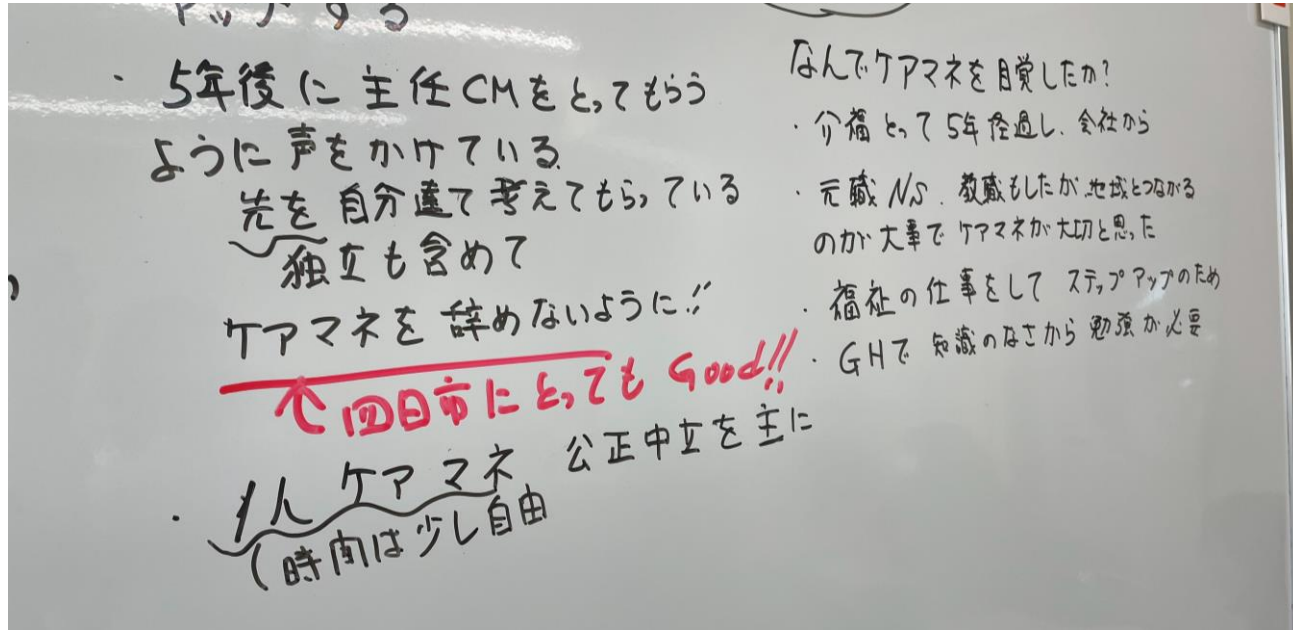 アップする
・5年後に主任CMをとってもらう
ように声をかけている
先を自分達で考えてもらっている
独立も含めて
ケアマネを辞めないように!!
↑四日市にとってもGood!!
・1人ケアマネ 公正中立を主に
(時間は少し自由
なんでケアマネを目覚したか?
・介福とって5年経過し、会社から
・元職NS. 教職もしたが地域とつながる
のが大事でケアマネが大切と思った
・福祉の仕事をして ステップアップのため
・GHで知識のなさから勉強が必要